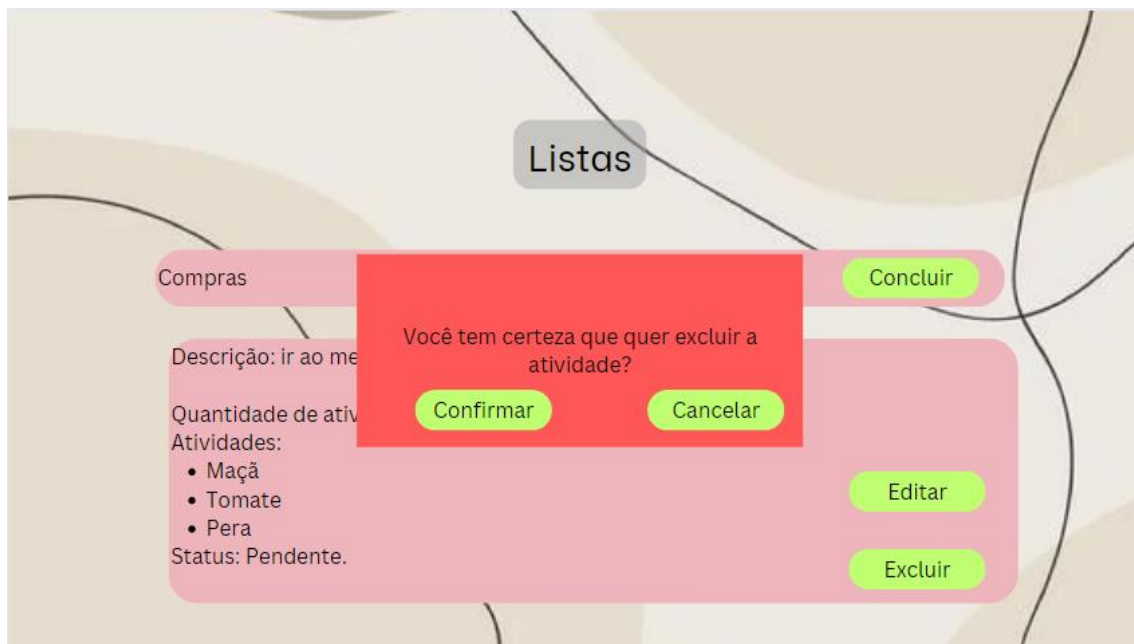 Listas
Compras
Concluir
Você tem certeza que quer excluir a
atividade?
Confirmar
Cancelar
Descrição: ir ao me
Quantidade de ativ
Atividades:
• Maçã
• Tomate
• Pera
Status: Pendente.
Editar
Excluir